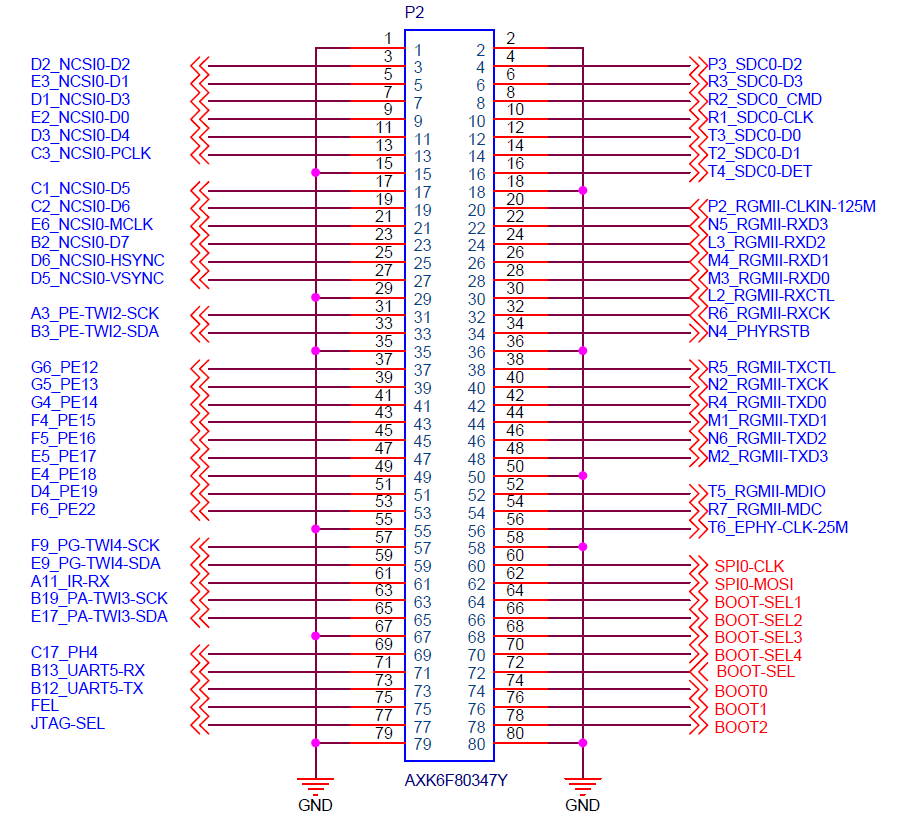 P2
1 1 2 2
D2_NCSI0-D2 3 3 4 4 P3_SDC0-D2
E3_NCSI0-D1 5 5 6 6 R3_SDC0-D3
D1_NCSI0-D3 7 7 8 8 R2_SDC0_CMD
E2_NCSI0-D0 9 9 10 10 R1_SDC0-CLK
D3_NCSI0-D4 11 11 12 12 T3_SDC0-D0
C3_NCSI0-PCLK 13 13 14 14 T2_SDC0-D1
15 15 16 16 T4_SDC0-DET
C1_NCSI0-D5 17 17 18 18
C2_NCSI0-D6 19 19 20 20 P2_RGMII-CLKIN-125M
E6_NCSI0-MCLK 21 21 22 22 N5_RGMII-RXD3
B2_NCSI0-D7 23 23 24 24 L3_RGMII-RXD2
D6_NCSI0-HSYNC 25 25 26 26 M4_RGMII-RXD1
D5_NCSI0-VSYNC 27 27 28 28 M3_RGMII-RXD0
29 29 30 30 L2_RGMII-RXCTL
A3_PE-TWI2-SCK 31 31 32 32 R6_RGMII-RXCK
B3_PE-TWI2-SDA 33 33 34 34 N4_PHYRSTB
35 35 36 36
G6_PE12 37 37 38 38 R5_RGMII-TXCTL
G5_PE13 39 39 40 40 N2_RGMII-TXCK
G4_PE14 41 41 42 42 R4_RGMII-TXD0
F4_PE15 43 43 44 44 M1_RGMII-TXD1
F5_PE16 45 45 46 46 N6_RGMII-TXD2
E5_PE17 47 47 48 48 M2_RGMII-TXD3
E4_PE18 49 49 50 50
D4_PE19 51 51 52 52 T5_RGMII-MDIO
F6_PE22 53 53 54 54 R7_RGMII-MDC
55 55 56 56 T6_EPHY-CLK-25M
F9_PG-TWI4-SCK 57 57 58 58
E9_PG-TWI4-SDA 59 59 60 60 SPI0-CLK
A11_IR-RX 61 61 62 62 SPI0-MOSI
B19_PA-TWI3-SCK 63 63 64 64 BOOT-SEL1
E17_PA-TWI3-SDA 65 65 66 66 BOOT-SEL2
67 67 68 68 BOOT-SEL3
C17_PH4 69 69 70 70 BOOT-SEL4
B13_UART5-RX 71 71 72 72 BOOT-SEL
B12_UART5-TX 73 73 74 74 BOOT0
FEL 75 75 76 76 BOOT1
JTAG-SEL 77 77 78 78 BOOT2
79 79 80 80
AXK6F80347Y
GND GND